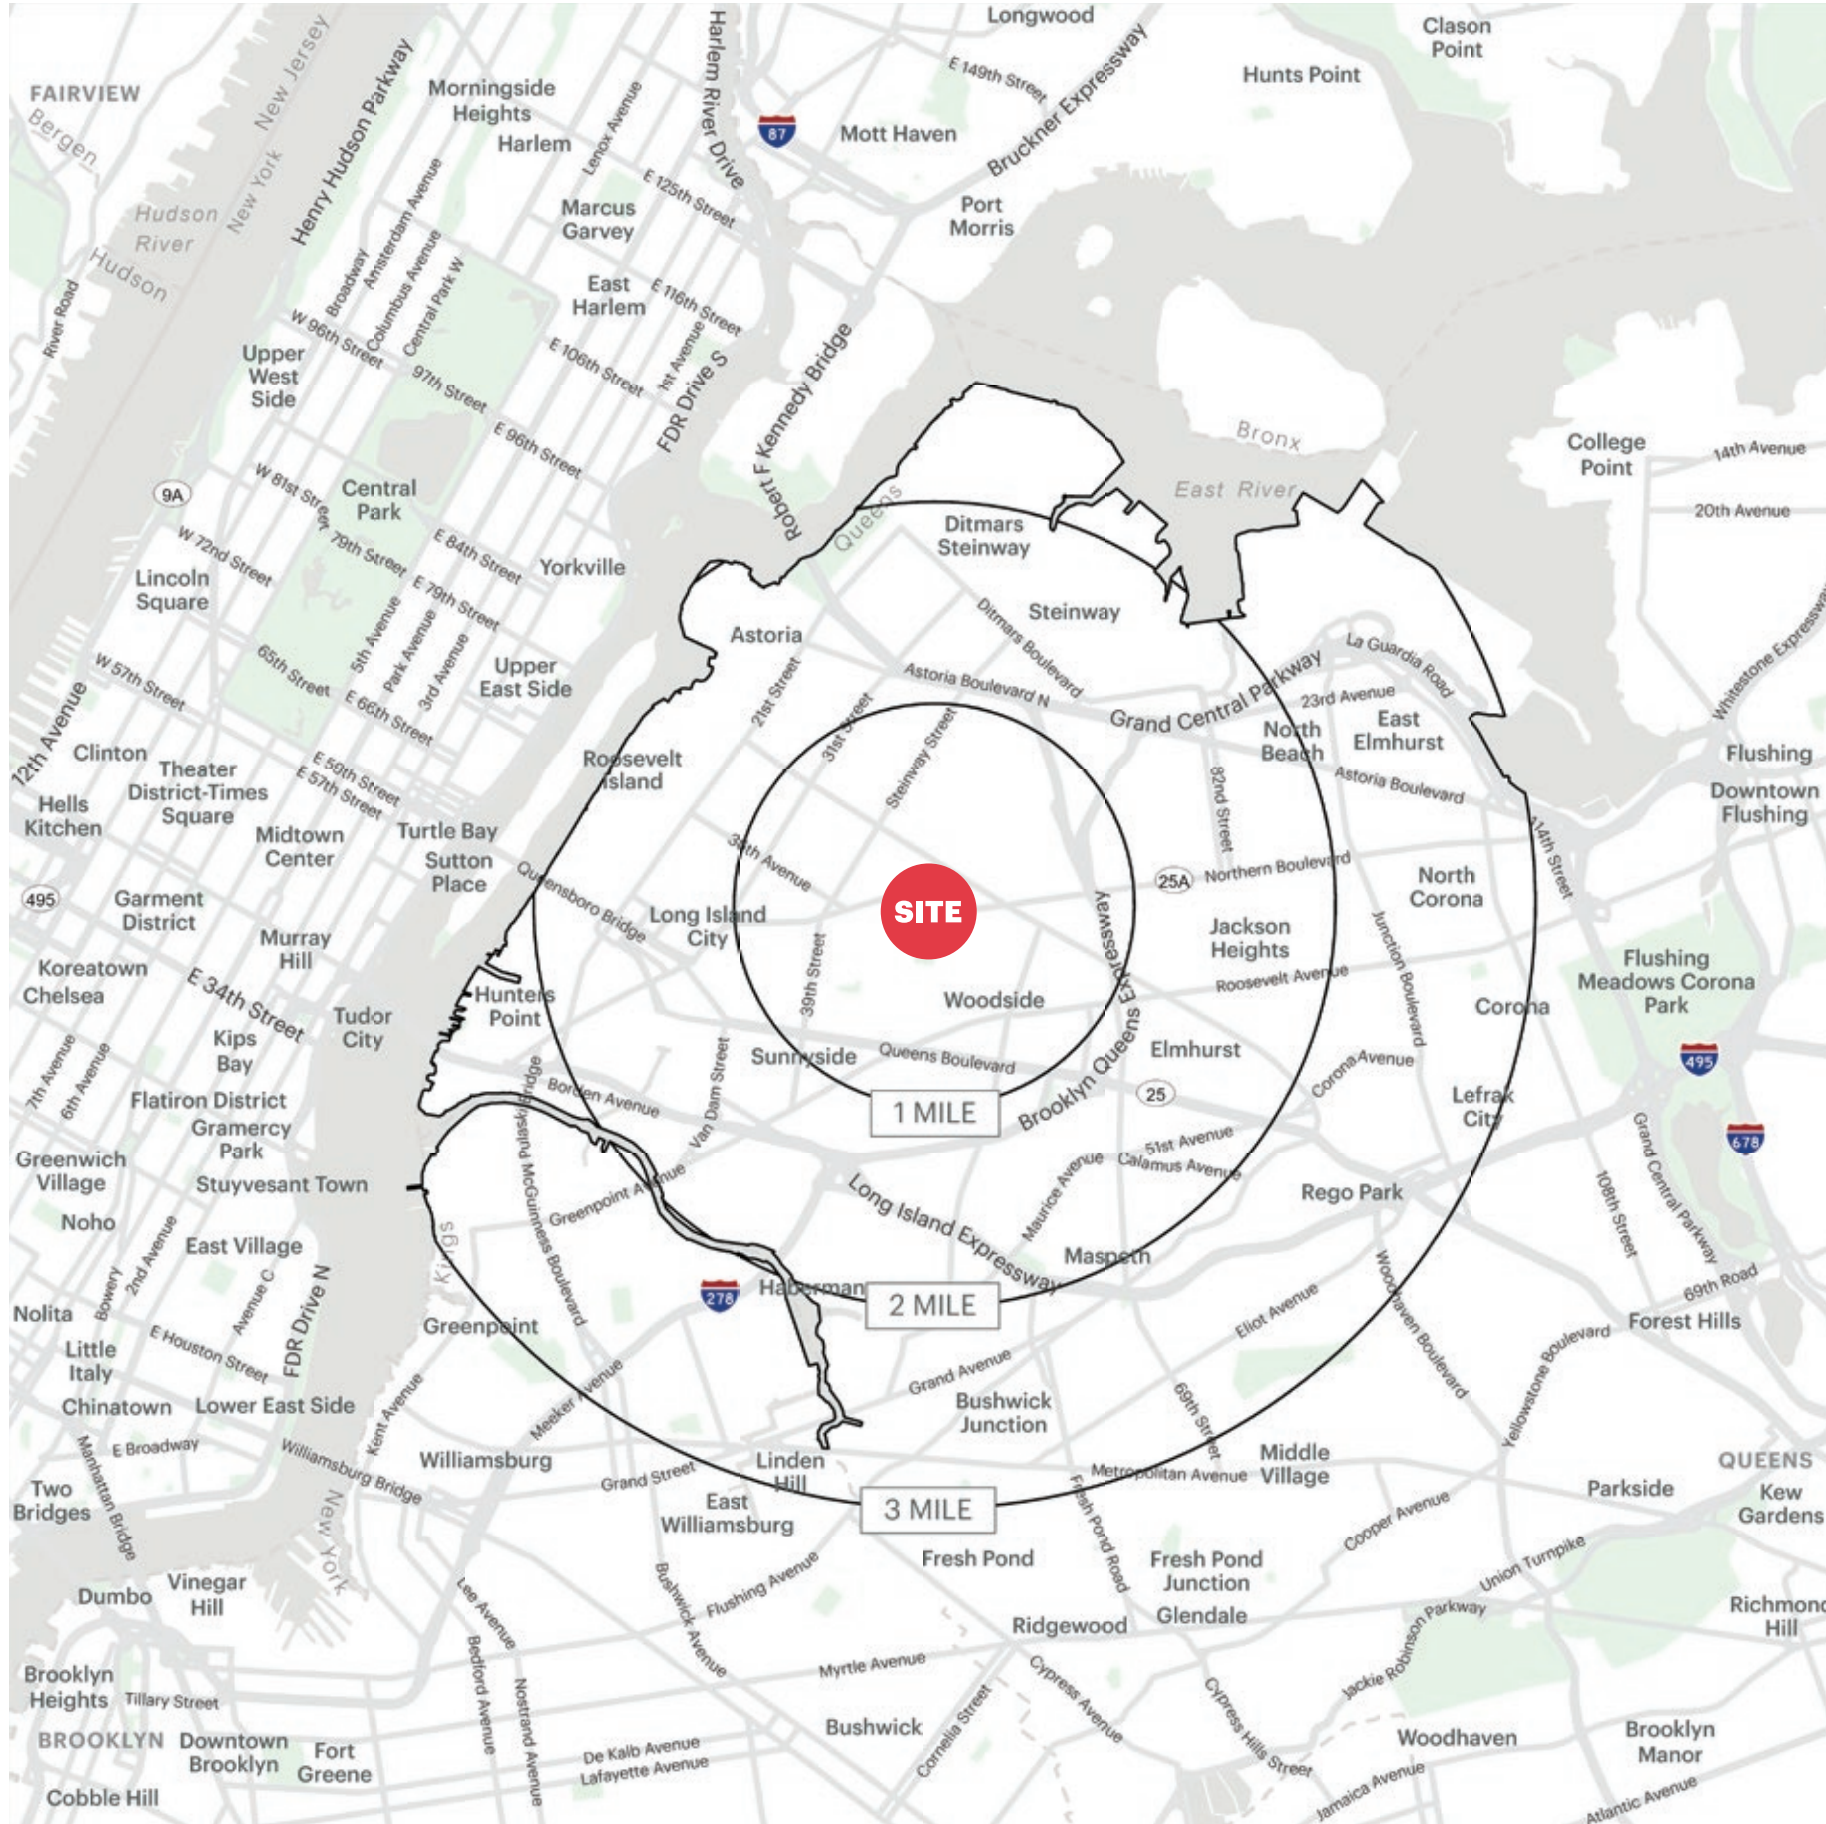 Longwood
Clason
Point
FAIRVIEW
Bergen
New Jersey
New York
Henry Hudson Parkway
Morningside
Heights
Harlem
Lenox Avenue
Harlem River Drive
87
Mott Haven
E 149th Street
Bruckner Expressway
Hunts Point
Hudson
River
Hudson
River Road
Broadway
Amsterdam Avenue
Columbus Avenue
Central Park W
Marcus
Garvey
E 125th Street
Port
Morris
East
Harlem
E 116th Street
W 96th Street
97th Street
E 96th Street
E 106th Street
1st Avenue
FDR Drive S
Robert F Kennedy Bridge
Upper
West
Side
Bronx
East River
College
Point
14th Avenue
20th Avenue
9A
W 81st Street
79th Street
Central
Park
E 84th Street
E 79th Street
Yorkville
Queens
Ditmars
Steinway
W 72nd Street
Lincoln
Square
5th Avenue
Park Avenue
3rd Avenue
Astoria
Steinway
Ditmars Boulevard
La Guardia Road
Whitestone Expressway
W 57th Street
65th Street
E 66th Street
Upper
East Side
21st Street
Astoria Boulevard N
Grand Central Parkway
23rd Avenue
North
Beach
East
Elmhurst
12th Avenue
Clinton
Theater
District-Times
Square
E 59th Street
E 57th Street
Roosevelt
Island
31st Street
Steinway Street
82nd Street
Astoria Boulevard
Flushing
Downtown
Flushing
Hells
Kitchen
Midtown
Center
Turtle Bay
Sutton
Place
Queensboro Bridge
114th Street
495
Garment
District
Murray
Hill
Long Island
City
SITE
25A
Northern Boulevard
North
Corona
Jackson
Heights
Junction Boulevard
Koreatown
Chelsea
E 34th Street
Tudor
City
Hunters
Point
39th Street
Woodside
Brooklyn Queens Expressway
Roosevelt Avenue
Corona
Flushing
Meadows Corona
Park
7th Avenue
6th Avenue
Kips
Bay
Sunnyside
Queens Boulevard
Elmhurst
Corona Avenue
495
Flatiron District
Gramercy
Park
Borden Avenue
Van Dam Street
1 MILE
25
Lefrak
City
678
Greenwich
Village
Stuyvesant Town
Pulaski Bridge
McGuinness Boulevard
Greenpoint Avenue
Maurice Avenue
51st Avenue
Calamus Avenue
Rego Park
108th Street
Grand Central Parkway
Noho
East Village
2nd Avenue
Kings
Long Island Expressway
Maspeth
69th Road
Nolita
Bowery
Avenue C
FDR Drive N
278
Haberman
2 MILE
Eliot Avenue
Woodhaven Boulevard
Forest Hills
Little
Italy
E Houston Street
Greenpoint
Yellowstone Boulevard
Chinatown
Lower East Side
Kent Avenue
Meeker Avenue
Grand Avenue
Bushwick
Junction
69th Street
E Broadway
Manhattan Bridge
Williamsburg Bridge
Williamsburg
Grand Street
Linden
Hill
Metropolitan Avenue
Middle
Village
QUEENS
Two
Bridges
New York
East
Williamsburg
3 MILE
Fresh Pond Road
Parkside
Kew
Gardens
Cooper Avenue
Fresh Pond
Fresh Pond
Junction
Glendale
Union Turnpike
Dumbo
Vinegar
Hill
Lee Avenue
Bushwick Avenue
Flushing Avenue
Ridgewood
Jackie Robinson Parkway
Richmond
Hill
Brooklyn
Heights
Tillary Street
Bedford Avenue
Nostrand Avenue
Myrtle Avenue
Cypress Avenue
Cypress Hills Street
BROOKLYN
Downtown
Brooklyn
Fort
Greene
De Kalb Avenue
Lafayette Avenue
Bushwick
Cornelia Street
Woodhaven
Brooklyn
Manor
Cobble Hill
Jamaica Avenue
Atlantic Avenue